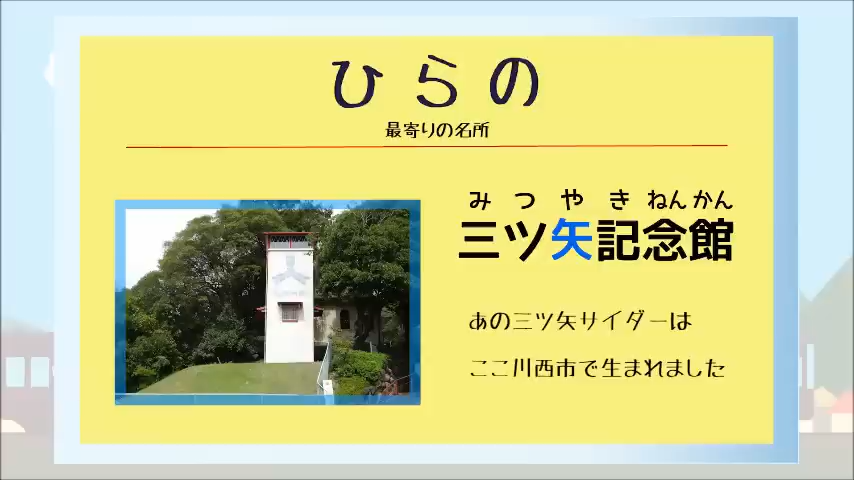 ひらの
最寄りの名所
みつやきねんかん
三ツ矢記念館
あの三ツ矢サイダーは
ここ川西市で生まれました